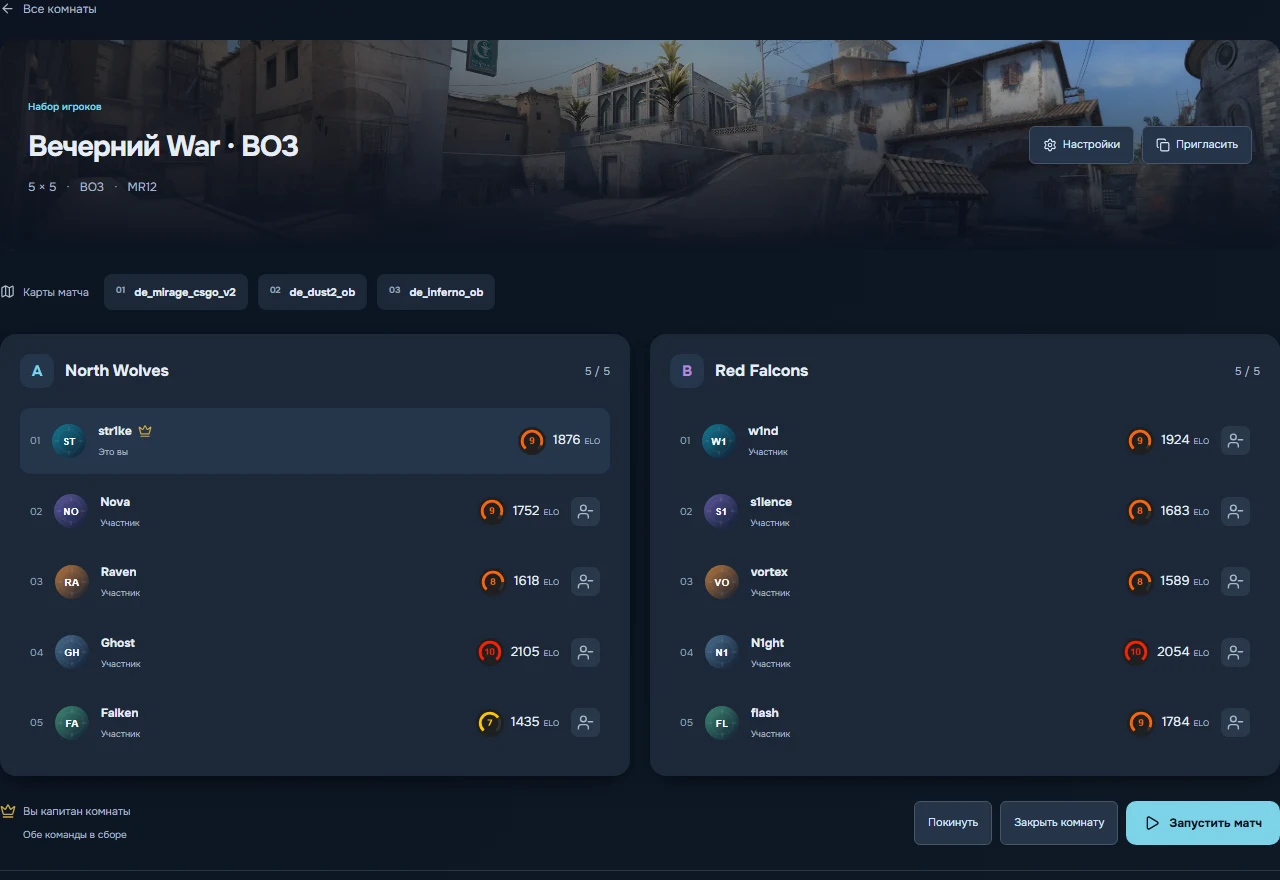 Все комнаты
Набор игроков
Вечерний War · BO3
5 × 5 · BO3 · MR12
Настройки
Пригласить
Карты матча
01 de_mirage_csgo_v2
02 de_dust2_ob
03 de_inferno_ob
A North Wolves 5 / 5
01 ST str1ke 9 1876 ELO
Это вы
02 NO Nova 9 1752 ELO
Участник
03 RA Raven 8 1618 ELO
Участник
04 GH Ghost 10 2105 ELO
Участник
05 FA Falken 7 1435 ELO
Участник
B Red Falcons 5 / 5
01 W1 w1nd 9 1924 ELO
Участник
02 S1 s1lence 8 1683 ELO
Участник
03 VO vortex 8 1589 ELO
Участник
04 N1 N1ght 10 2054 ELO
Участник
05 FL flash 9 1784 ELO
Участник
Вы капитан комнаты
Обе команды в сборе
Покинуть
Закрыть комнату
Запустить матч